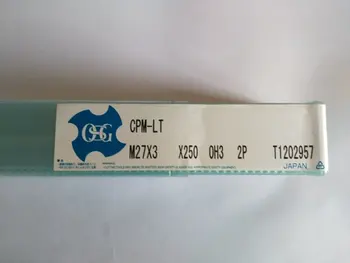 OSG
CPM-LT
M27X3 X250 OH3 2P T1202957
JAPAN